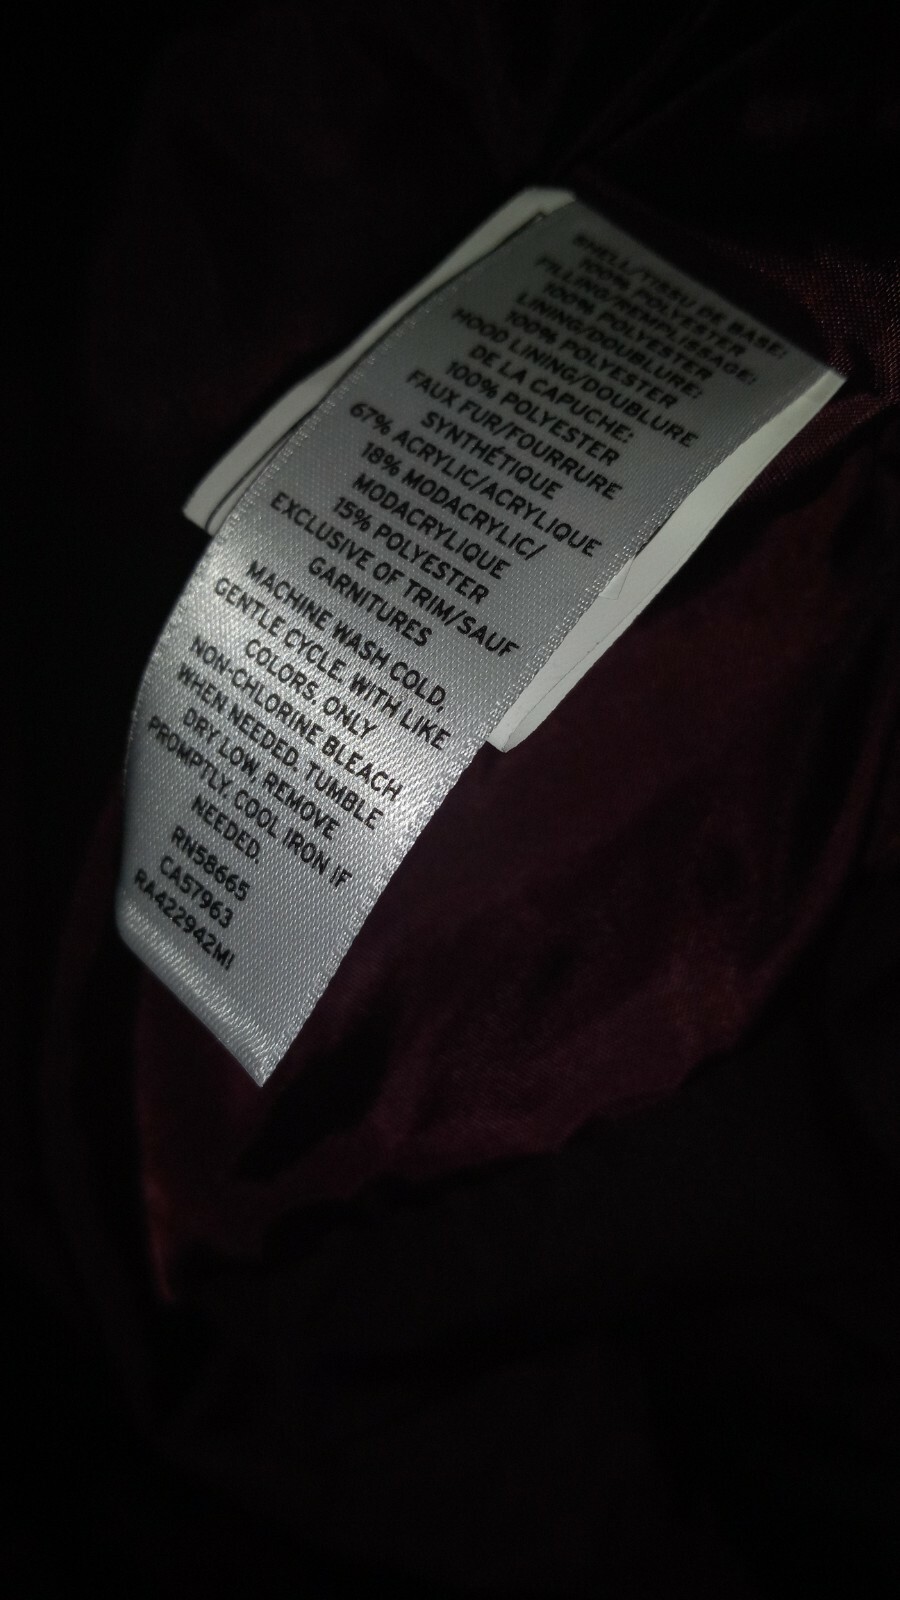 SHELL/TISSU DE BASE:
100% POLYESTER
FILLING/REMPLISSAGE:
100% POLYESTER
LINING/DOUBLURE:
100% POLYESTER
HOOD LINING/DOUBLURE
DE LA CAPUCHE:
100% POLYESTER
FAUX FUR/FOURRURE
SYNTHÉTIQUE
67% ACRYLIC/ACRYLIQUE
18% MODACRYLIC/
MODACRYLIQUE
15% POLYESTER
EXCLUSIVE OF TRIM/SAUF
GARNITURES
MACHINE WASH COLD,
GENTLE CYCLE, WITH LIKE
COLORS. ONLY
NON-CHLORINE BLEACH
WHEN NEEDED. TUMBLE
DRY LOW, REMOVE
PROMPTLY. COOL IRON IF
NEEDED.
RN58665
CA57963
RA422942MI